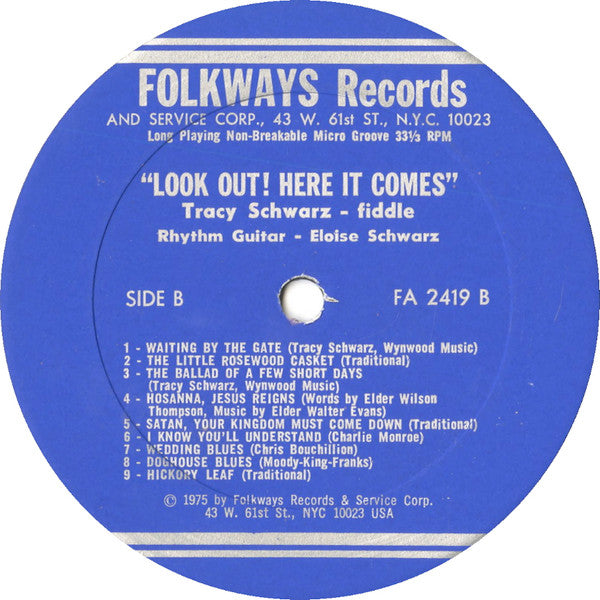 FOLKWAYS Records
AND SERVICE CORP., 43 W. 61st ST., N.Y.C. 10023
Long Playing Non-Breakable Micro Groove 33⅓ RPM
"LOOK OUT! HERE IT COMES"
Tracy Schwarz - fiddle
Rhythm Guitar - Eloise Schwarz
SIDE B
FA 2419 B
1 - WAITING BY THE GATE (Tracy Schwarz, Wynwood Music)
2 - THE LITTLE ROSEWOOD CASKET (Traditional)
3 - THE BALLAD OF A FEW SHORT DAYS
(Tracy Schwarz, Wynwood Music)
4 - HOSANNA, JESUS REIGNS (Words by Elder Wilson
Thompson, Music by Elder Walter Evans)
5 - SATAN, YOUR KINGDOM MUST COME DOWN (Traditional)
6 - I KNOW YOU'LL UNDERSTAND (Charlie Monroe)
7 - WEDDING BLUES (Chris Bouchillion)
8 - DOGHOUSE BLUES (Moody-King-Franks)
9 - HICKORY LEAF (Traditional)
© 1975 by Folkways Records & Service Corp.
43 W. 61st ST., NYC 10023 USA